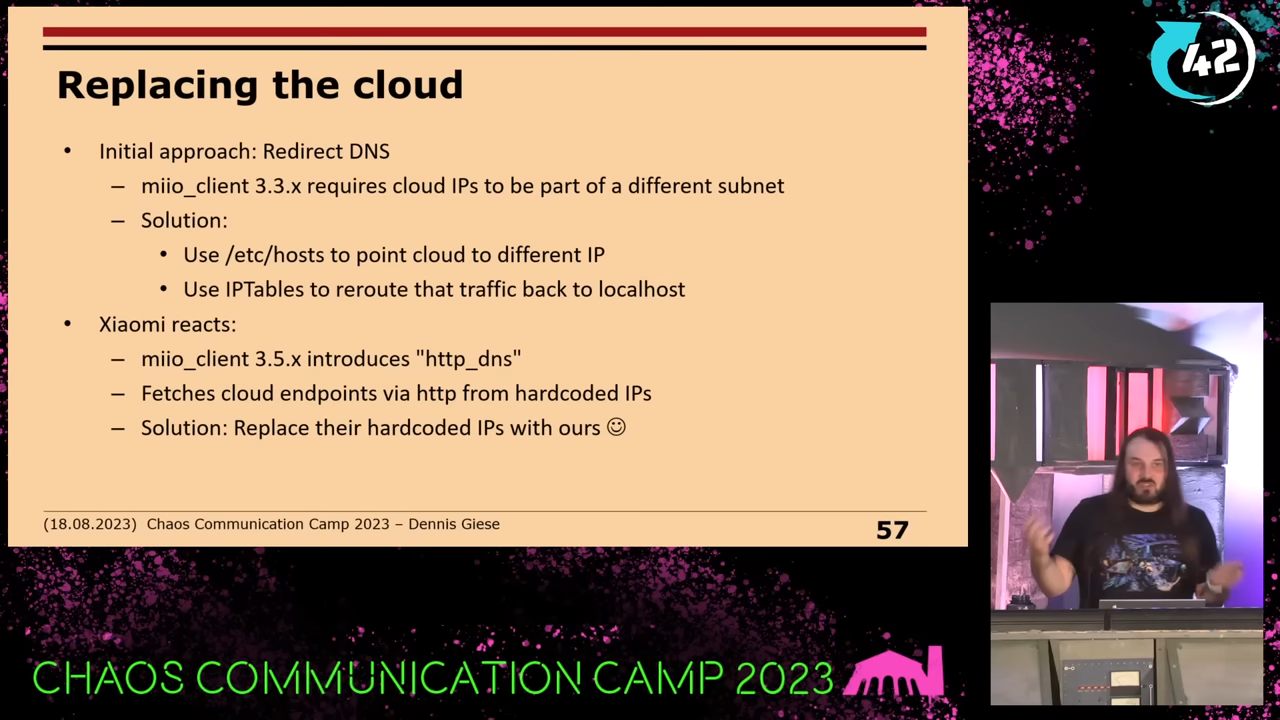 Replacing the cloud
• Initial approach: Redirect DNS
– miio_client 3.3.x requires cloud IPs to be part of a different subnet
– Solution:
• Use /etc/hosts to point cloud to different IP
• Use IPTables to reroute that traffic back to localhost
• Xiaomi reacts:
– miio_client 3.5.x introduces "http_dns"
– Fetches cloud endpoints via http from hardcoded IPs
– Solution: Replace their hardcoded IPs with ours ☺
(18.08.2023) Chaos Communication Camp 2023 – Dennis Giese
57
42
CHAOS COMMUNICATION CAMP 2023